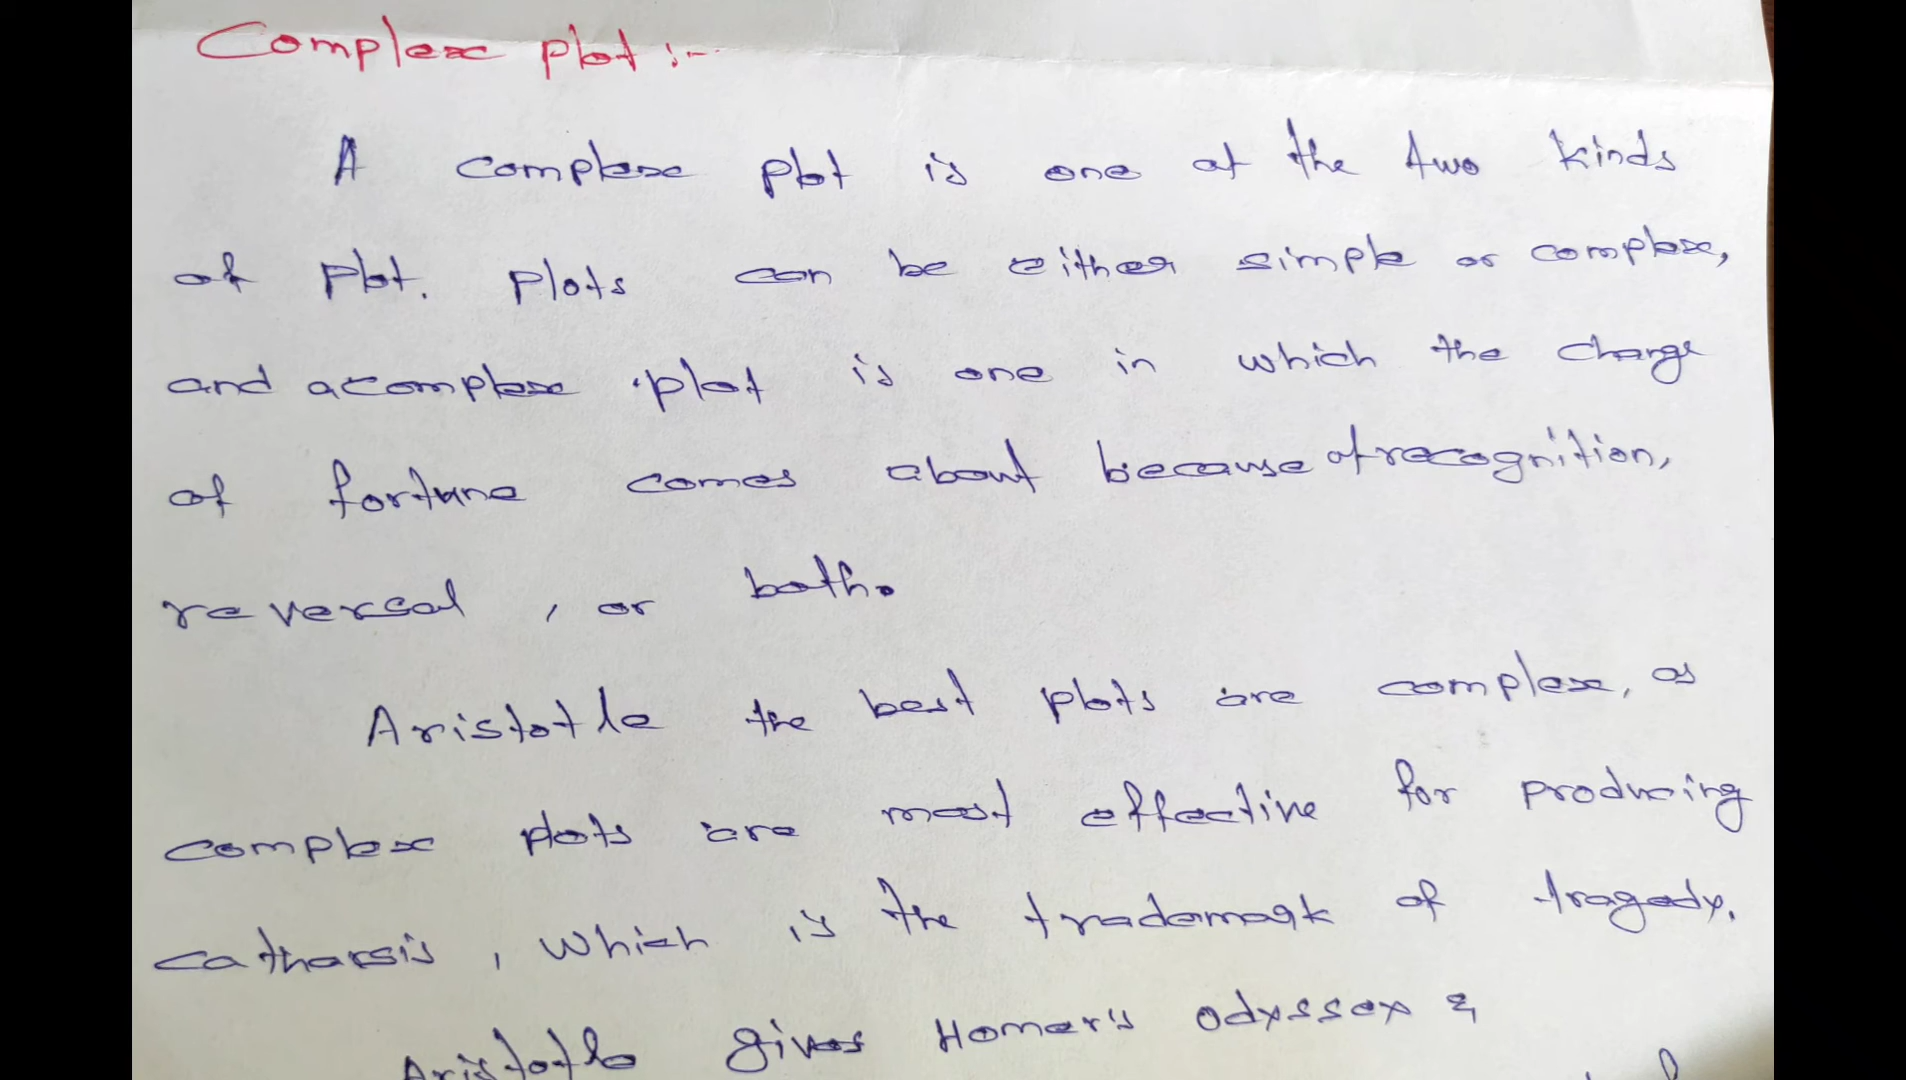 Complex plot :-
A complex plot is one of the two kinds
of plot. Plots can be either simple or complex,
and a complex plot is one in which the change
of fortune comes about because of recognition,
reversal, or both.
Aristotle the best plots are complex, as
complex plots are most effective for producing
catharsis, which is the trademark of tragedy.
Aristotle gives Homer's odyssey &